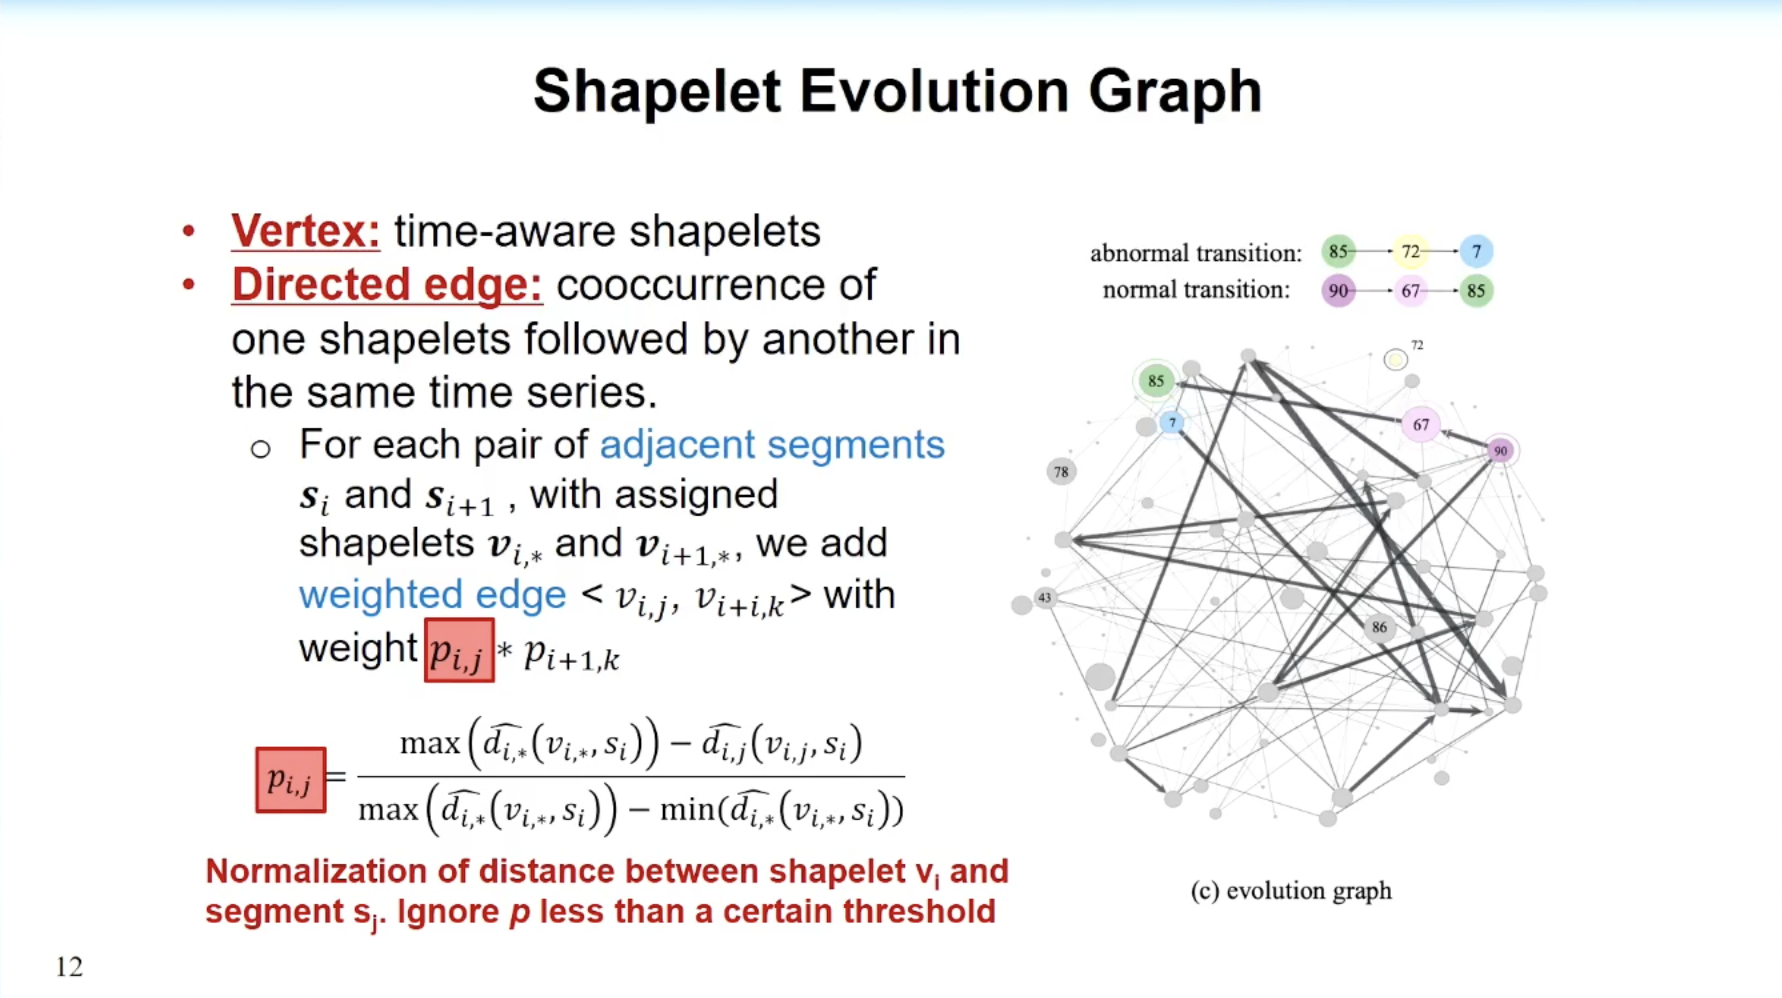 Shapelet Evolution Graph
• Vertex: time-aware shapelets
• Directed edge: cooccurrence of
one shapelets followed by another in
the same time series.
o For each pair of adjacent segments
s_i and s_{i+1} , with assigned
shapelets v_{i,*} and v_{i+1,*}, we add
weighted edge < v_{i,j}, v_{i+i,k}> with
weight p_{i,j} * p_{i+1,k}
p_{i,j} = \frac{max(\widehat{d_{i,*}}(v_{i,*}, s_i)) − \widehat{d_{i,j}}(v_{i,j}, s_i)}{max(\widehat{d_{i,*}}(v_{i,*}, s_i)) − min(\widehat{d_{i,*}}(v_{i,*}, s_i))}
Normalization of distance between shapelet v_i and
segment s_j. Ignore p less than a certain threshold
abnormal transition: 85 72 7
normal transition: 90 67 85
72
85
7
67
90
78
43
86
(c) evolution graph
12